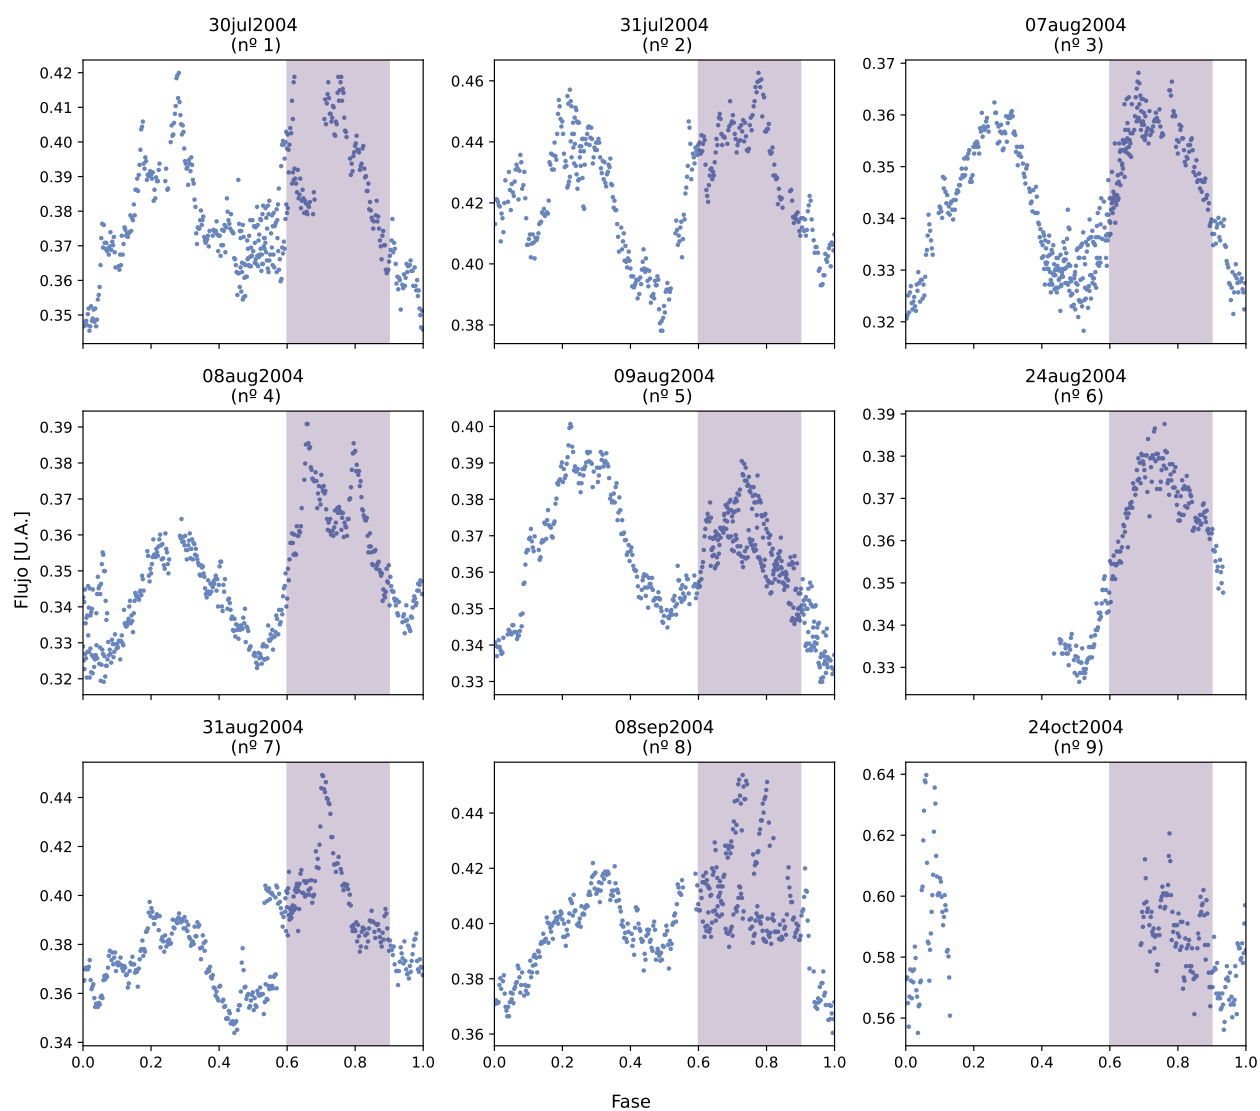 30jul2004
(nº 1)
31jul2004
(nº 2)
07aug2004
(nº 3)
0.42
0.41
0.40
0.39
0.38
0.37
0.36
0.35
0.46
0.44
0.42
0.40
0.38
0.37
0.36
0.35
0.34
0.33
0.32
08aug2004
(nº 4)
09aug2004
(nº 5)
24aug2004
(nº 6)
Flujo [U.A.]
0.39
0.38
0.37
0.36
0.35
0.34
0.33
0.32
0.40
0.39
0.38
0.37
0.36
0.35
0.34
0.33
0.39
0.38
0.37
0.36
0.35
0.34
0.33
31aug2004
(nº 7)
08sep2004
(nº 8)
24oct2004
(nº 9)
0.44
0.42
0.40
0.38
0.36
0.34
0.44
0.42
0.40
0.38
0.36
0.64
0.62
0.60
0.58
0.56
0.0 0.2 0.4 0.6 0.8 1.0
0.0 0.2 0.4 0.6 0.8 1.0
0.0 0.2 0.4 0.6 0.8 1.0
Fase